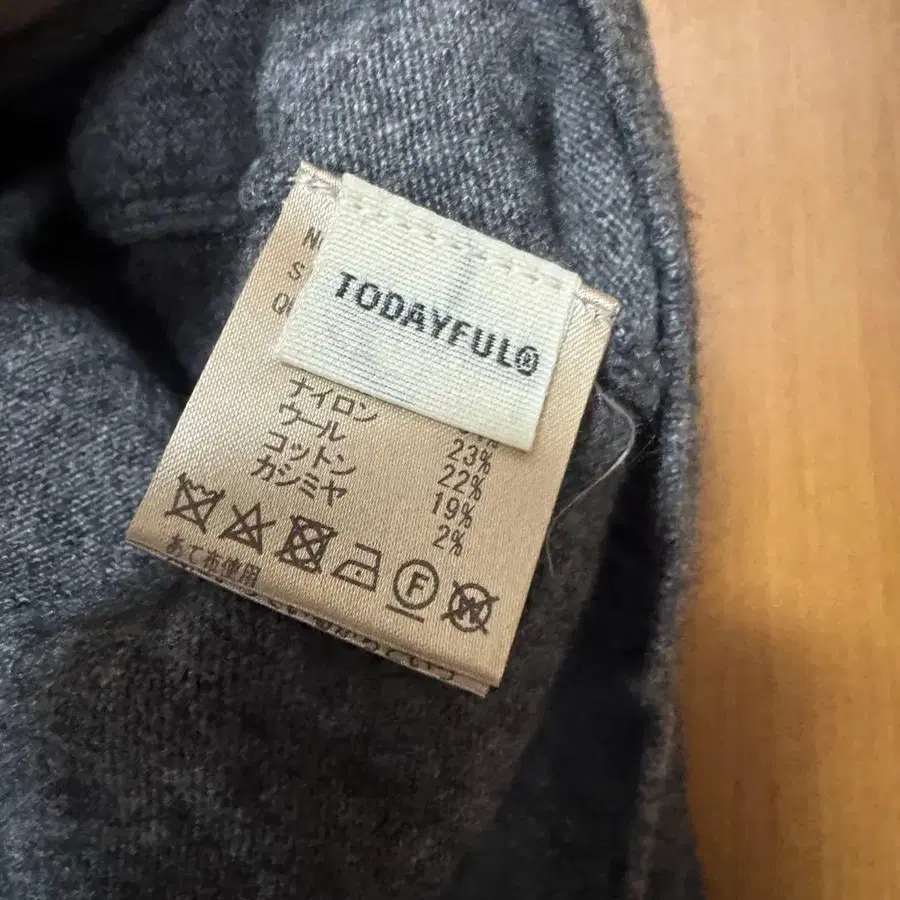 TODAYFUL®
ナイロン 23%
ウール 22%
コットン 19%
カシミヤ 2%
F
W
あて布使用